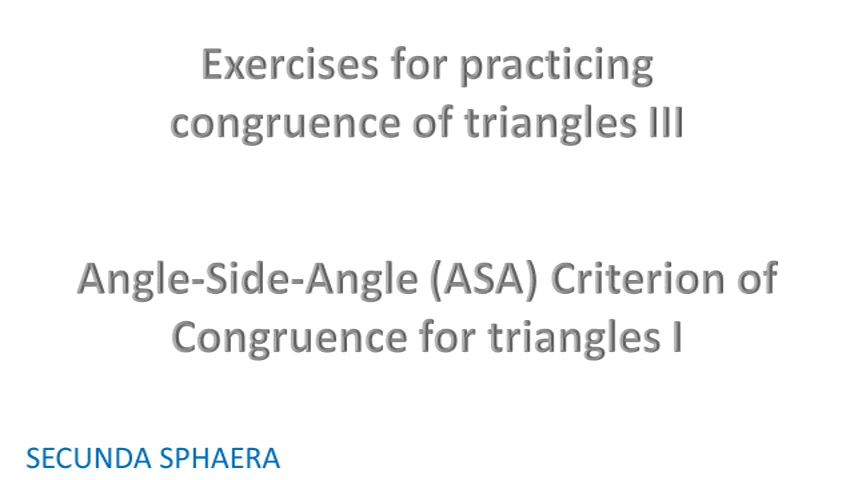 Exercises for practicing
congruence of triangles III
Angle-Side-Angle (ASA) Criterion of
Congruence for triangles I
SECUNDA SPHAERA